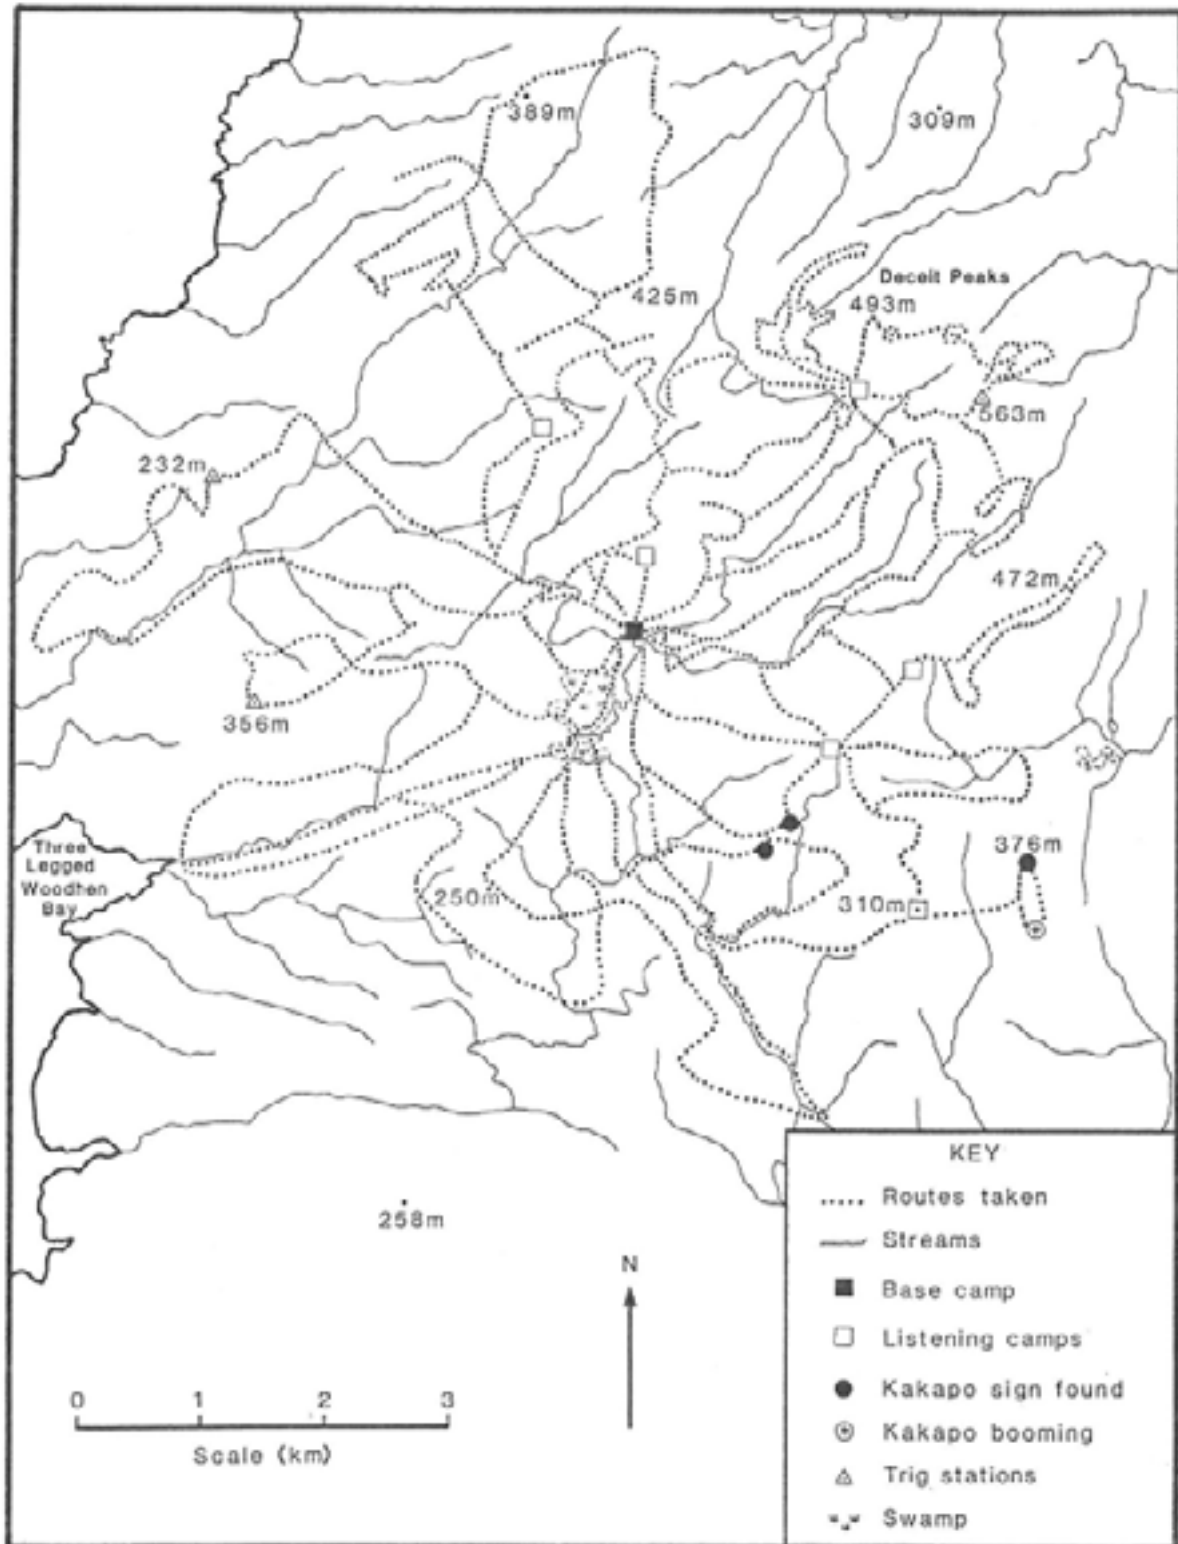 389m
309m
Deceit Peaks
493m
425m
563m
232m
472m
356m
Three
Legged
Woodhen
Bay
376m
250m
310m
258m
N
0 1 2 3
Scale (km)
KEY
Routes taken
Streams
Base camp
Listening camps
Kakapo sign found
Kakapo booming
Trig stations
Swamp